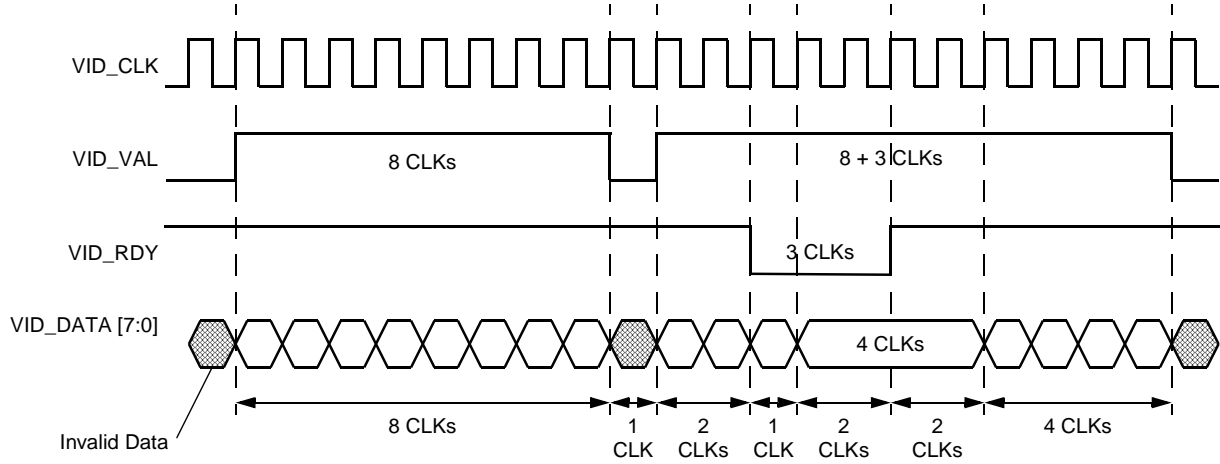 VID_CLK
VID_VAL
8 CLKs
8 + 3 CLKs
VID_RDY
3 CLKs
VID_DATA [7:0]
4 CLKs
Invalid Data
8 CLKs
1
CLK
2
CLKs
1
CLK
2
CLKs
2
CLKs
4 CLKs